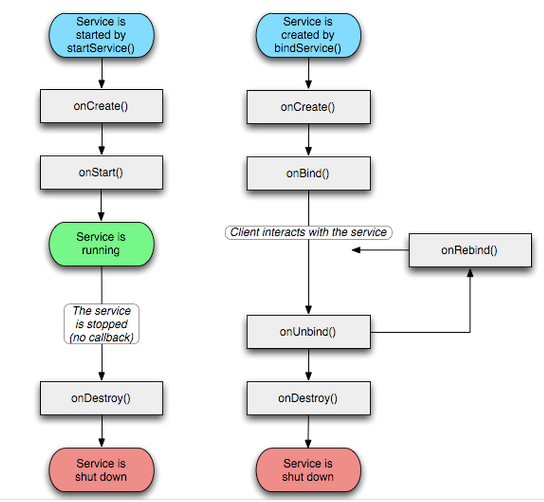 Service is
started by
startService()
onCreate()
onStart()
Service is
running
The service
is stopped
(no callback)
onDestroy()
Service is
shut down
Service is
created by
bindService()
onCreate()
onBind()
Client interacts with the service
onRebind()
onUnbind()
onDestroy()
Service is
shut down